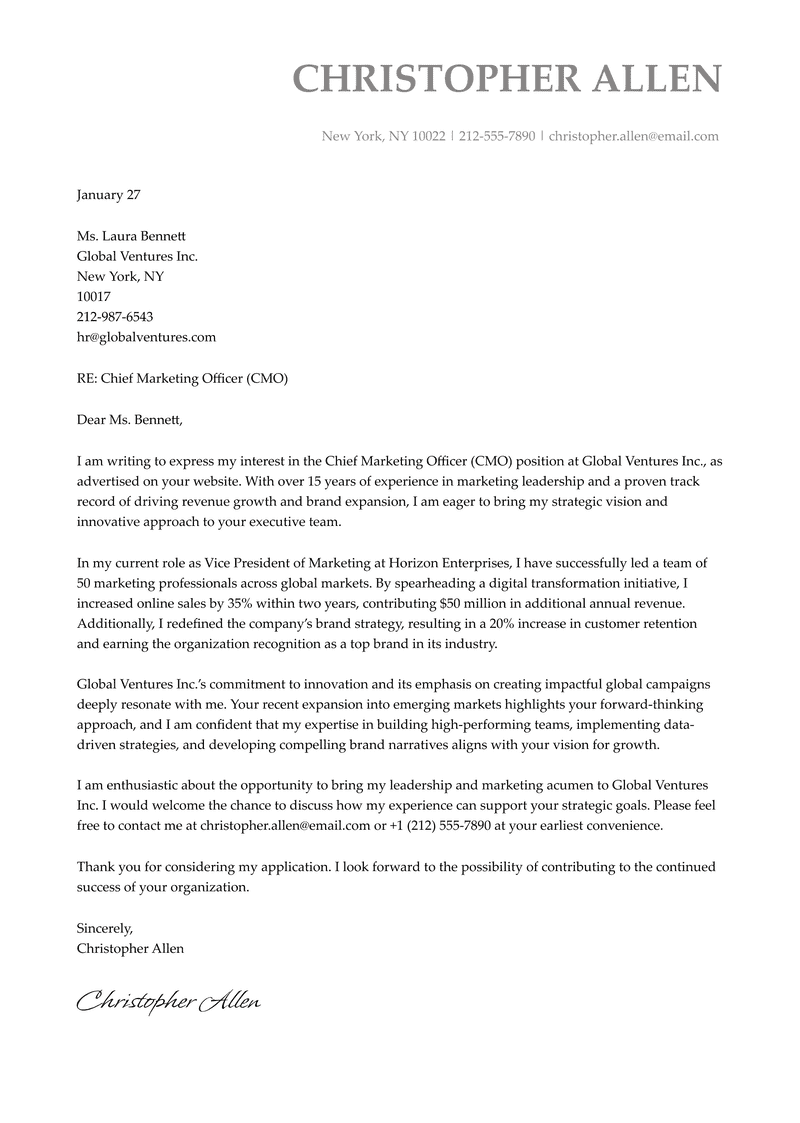 CHRISTOPHER ALLEN
New York, NY 10022 | 212-555-7890 | christopher.allen@email.com
January 27
Ms. Laura Bennett
Global Ventures Inc.
New York, NY
10017
212-987-6543
hr@globalventures.com
RE: Chief Marketing Officer (CMO)
Dear Ms. Bennett,
I am writing to express my interest in the Chief Marketing Officer (CMO) position at Global Ventures Inc., as
advertised on your website. With over 15 years of experience in marketing leadership and a proven track
record of driving revenue growth and brand expansion, I am eager to bring my strategic vision and
innovative approach to your executive team.
In my current role as Vice President of Marketing at Horizon Enterprises, I have successfully led a team of
50 marketing professionals across global markets. By spearheading a digital transformation initiative, I
increased online sales by 35% within two years, contributing $50 million in additional annual revenue.
Additionally, I redefined the company’s brand strategy, resulting in a 20% increase in customer retention
and earning the organization recognition as a top brand in its industry.
Global Ventures Inc.’s commitment to innovation and its emphasis on creating impactful global campaigns
deeply resonate with me. Your recent expansion into emerging markets highlights your forward-thinking
approach, and I am confident that my expertise in building high-performing teams, implementing data-
driven strategies, and developing compelling brand narratives aligns with your vision for growth.
I am enthusiastic about the opportunity to bring my leadership and marketing acumen to Global Ventures
Inc. I would welcome the chance to discuss how my experience can support your strategic goals. Please feel
free to contact me at christopher.allen@email.com or +1 (212) 555-7890 at your earliest convenience.
Thank you for considering my application. I look forward to the possibility of contributing to the continued
success of your organization.
Sincerely,
Christopher Allen
Christopher Allen